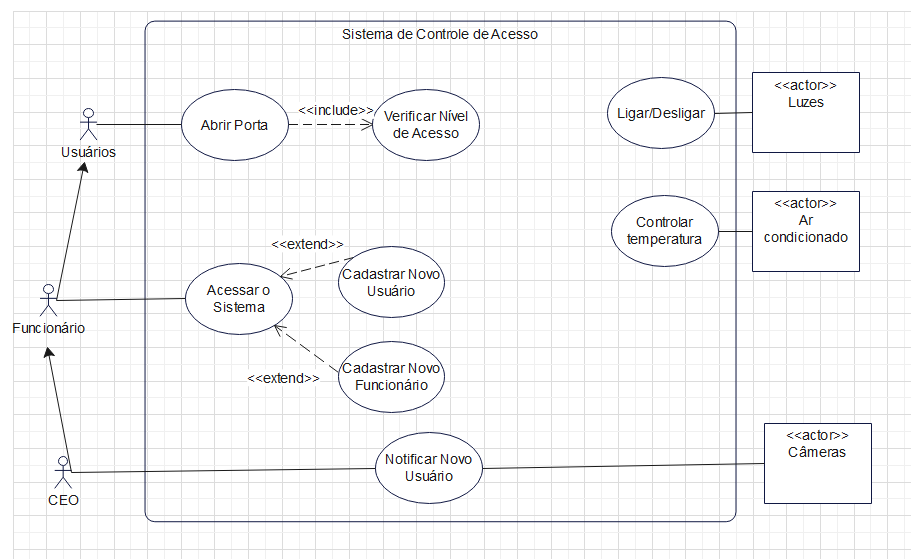 Sistema de Controle de Acesso
<<actor>>
Luzes
<<include>>
Abrir Porta
Verificar Nível
de Acesso
Ligar/Desligar
Usuários
<<actor>>
Ar
condicionado
Controlar
temperatura
<<extend>>
Cadastrar Novo
Usuário
Acessar o
Sistema
Funcionário
Cadastrar Novo
Funcionário
<<extend>>
<<actor>>
Câmeras
Notificar Novo
Usuário
CEO